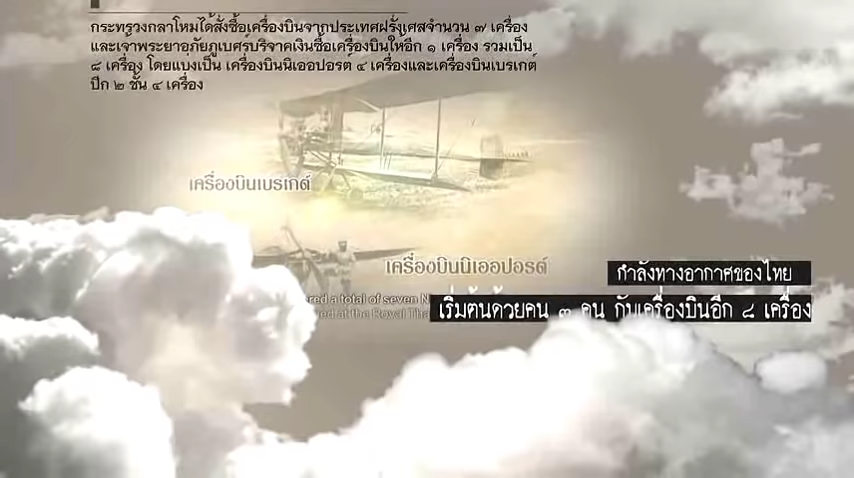 กระทรวงกลาโหมได้สั่งซื้อเครื่องบินจากประเทศฝรั่งเศสจำนวน ๗ เครื่อง
และเจ้าพระยาอภัยภูเบศร์บริจาคเงินซื้อเครื่องบินให้อีก ๑ เครื่อง รวมเป็น
๘ เครื่อง โดยแบ่งเป็น เครื่องบินนิเออปอรต์ ๔ เครื่องและเครื่องบินเบรเกต์
ปีก ๒ ชั้น ๔ เครื่อง
เครื่องบินเบรเกต์
เครื่องบินนิเออปอรต์
กำลังทางอากาศของไทย
a total of seven
เริ่มต้นด้วยคน ๓ คน กับเครื่องบินอีก ๘ เครื่อง
at the Royal